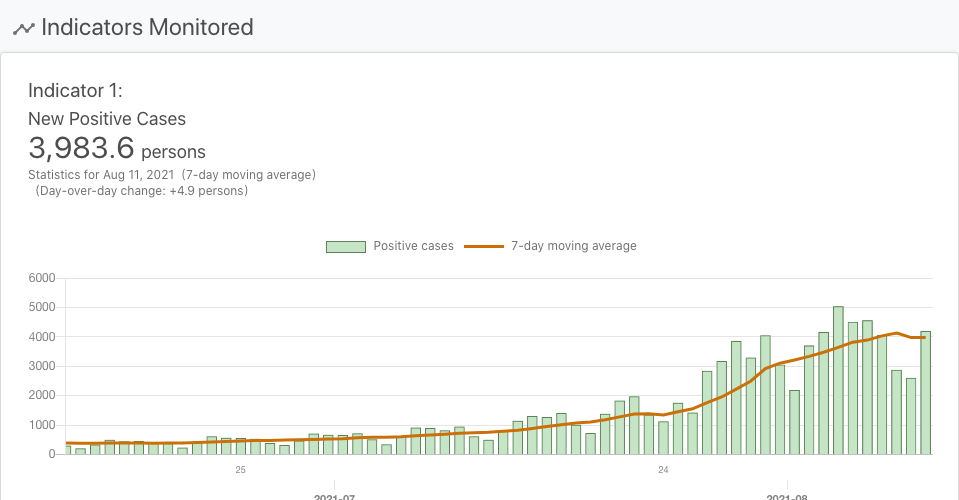 Indicators Monitored
Indicator 1:
New Positive Cases
3,983.6 persons
Statistics for Aug 11, 2021 (7-day moving average)
(Day-over-day change: +4.9 persons)
Positive cases 7-day moving average
6000
5000
4000
3000
2000
1000
0
25 24
2021-07 2021-08